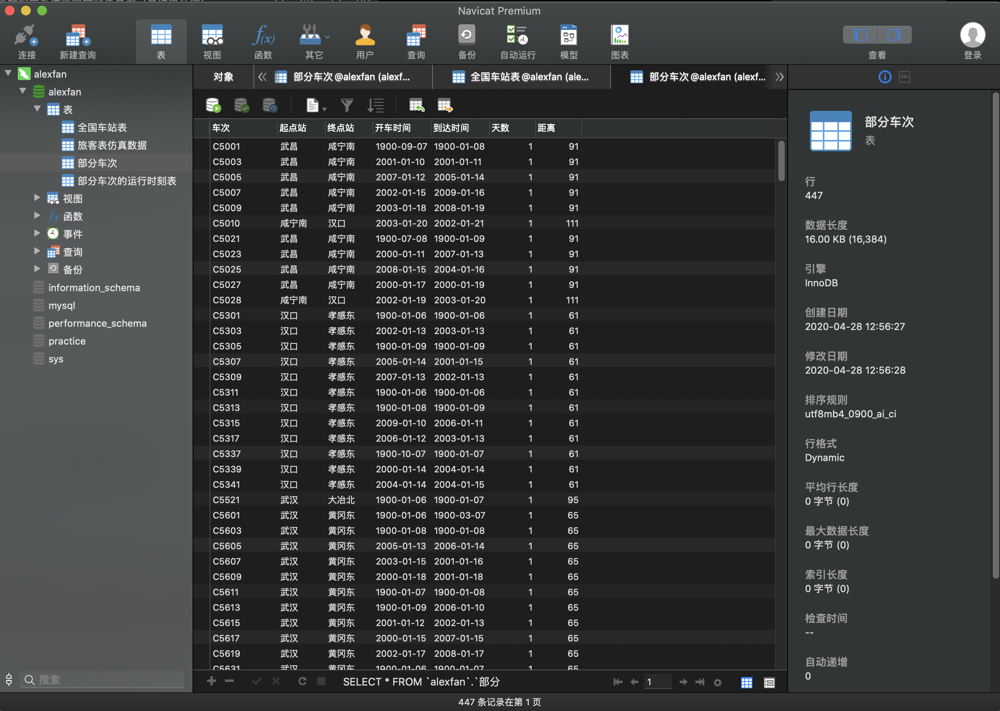 Navicat Premium
连接 新建查询 表 视图 函数 其它 用户 查询 备份 自动运行 模型 图表 查看 登录
alexfan
alexfan
表
全国车站表
旅客表仿真数据
部分车次
部分车次的运行时刻表
视图
函数
事件
查询
备份
information_schema
mysql
performance_schema
practice
sys
搜索
对象 部分车次@alexfan (alexf... 全国车站表@alexfan (ale... 部分车次@alexfan (alexf...
车次 起点站 终点站 开车时间 到达时间 天数 距离
C5001 武昌 咸宁南 1900-09-07 1900-01-08 1 91
C5003 武昌 咸宁南 2001-01-10 2001-01-11 1 91
C5005 武昌 咸宁南 2007-01-12 2005-01-14 1 91
C5007 武昌 咸宁南 2002-01-15 2009-01-16 1 91
C5009 武昌 咸宁南 2003-01-18 2008-01-19 1 91
C5010 咸宁南 汉口 2003-01-20 2002-01-21 1 111
C5021 武昌 咸宁南 1900-07-08 1900-01-09 1 91
C5023 武昌 咸宁南 2000-01-11 2007-01-13 1 91
C5025 武昌 咸宁南 2008-01-15 2004-01-16 1 91
C5027 武昌 咸宁南 2000-01-17 2000-01-19 1 91
C5028 咸宁南 汉口 2002-01-19 2003-01-20 1 111
C5301 汉口 孝感东 1900-01-06 1900-01-06 1 61
C5303 汉口 孝感东 2002-01-13 2003-01-13 1 61
C5305 汉口 孝感东 1900-01-09 1900-01-09 1 61
C5307 汉口 孝感东 2005-01-14 2001-01-15 1 61
C5309 汉口 孝感东 2007-01-13 2002-01-13 1 61
C5311 汉口 孝感东 1900-01-06 1900-01-06 1 61
C5313 汉口 孝感东 1900-01-08 1900-01-09 1 61
C5315 汉口 孝感东 2009-01-10 2006-01-11 1 61
C5317 汉口 孝感东 2006-01-12 2003-01-13 1 61
C5337 汉口 孝感东 1900-10-07 1900-01-07 1 61
C5339 汉口 孝感东 2000-01-14 2004-01-14 1 61
C5341 汉口 孝感东 2004-01-14 2004-01-15 1 61
C5521 武汉 大冶北 1900-01-06 1900-01-07 1 95
C5601 武汉 黄冈东 1900-01-06 1900-03-07 1 65
C5603 武汉 黄冈东 1900-01-08 1900-01-08 1 65
C5605 武汉 黄冈东 2005-01-13 2006-01-14 1 65
C5607 武汉 黄冈东 2003-01-15 2001-01-16 1 65
C5609 武汉 黄冈东 2000-01-18 2001-01-18 1 65
C5611 武汉 黄冈东 1900-01-07 1900-01-08 1 65
C5613 武汉 黄冈东 1900-01-09 2006-01-10 1 65
C5615 武汉 黄冈东 2001-01-12 2002-01-13 1 65
C5617 武汉 黄冈东 2000-01-15 2007-01-15 1 65
C5619 武汉 黄冈东 2002-01-17 2008-01-17 1 65
C5631 武汉 黄冈东 1900-01-06 1900-01-07 1 65
SELECT * FROM `alexfan`.`部分
1
447 条记录在第 1 页
DDL
部分车次
表
行
447
数据长度
16.00 KB (16,384)
引擎
InnoDB
创建日期
2020-04-28 12:56:27
修改日期
2020-04-28 12:56:28
排序规则
utf8mb4_0900_ai_ci
行格式
Dynamic
平均行长度
0 字节 (0)
最大数据长度
0 字节 (0)
索引长度
0 字节 (0)
检查时间
--
自动递增
0